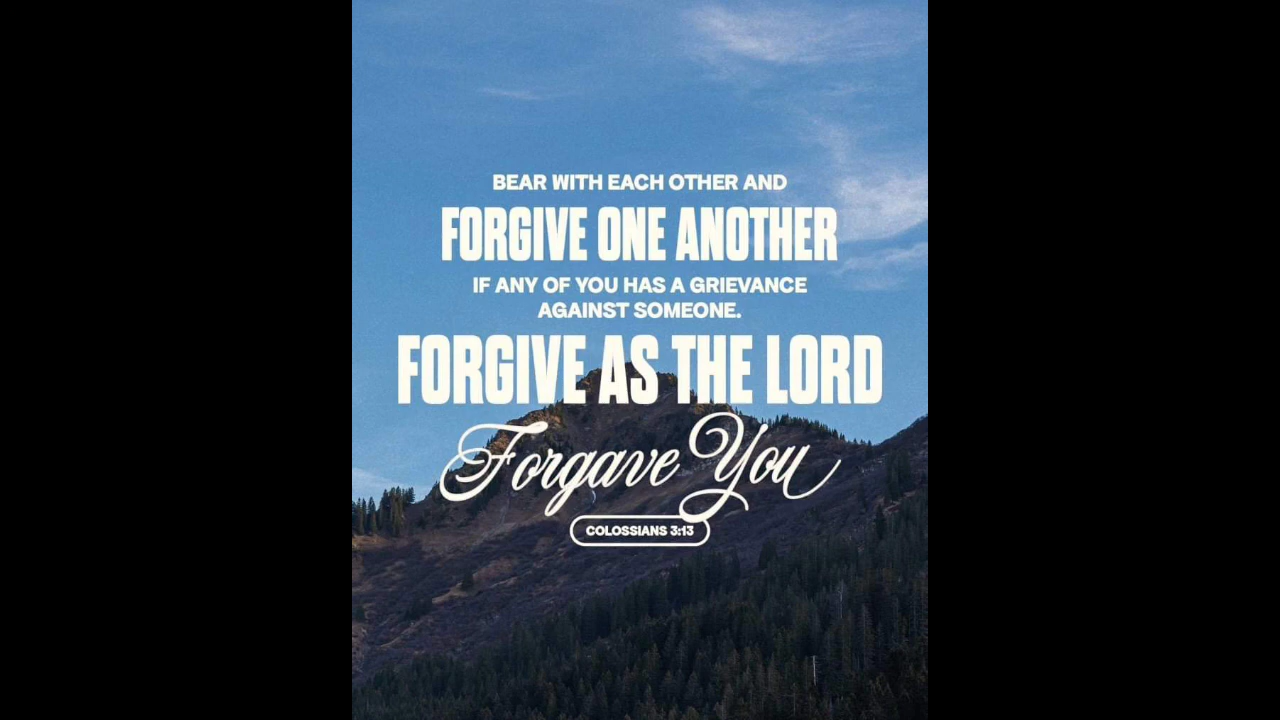 BEAR WITH EACH OTHER AND
FORGIVE ONE ANOTHER
IF ANY OF YOU HAS A GRIEVANCE
AGAINST SOMEONE.
FORGIVE AS THE LORD
Forgave You
COLOSSIANS 3:13